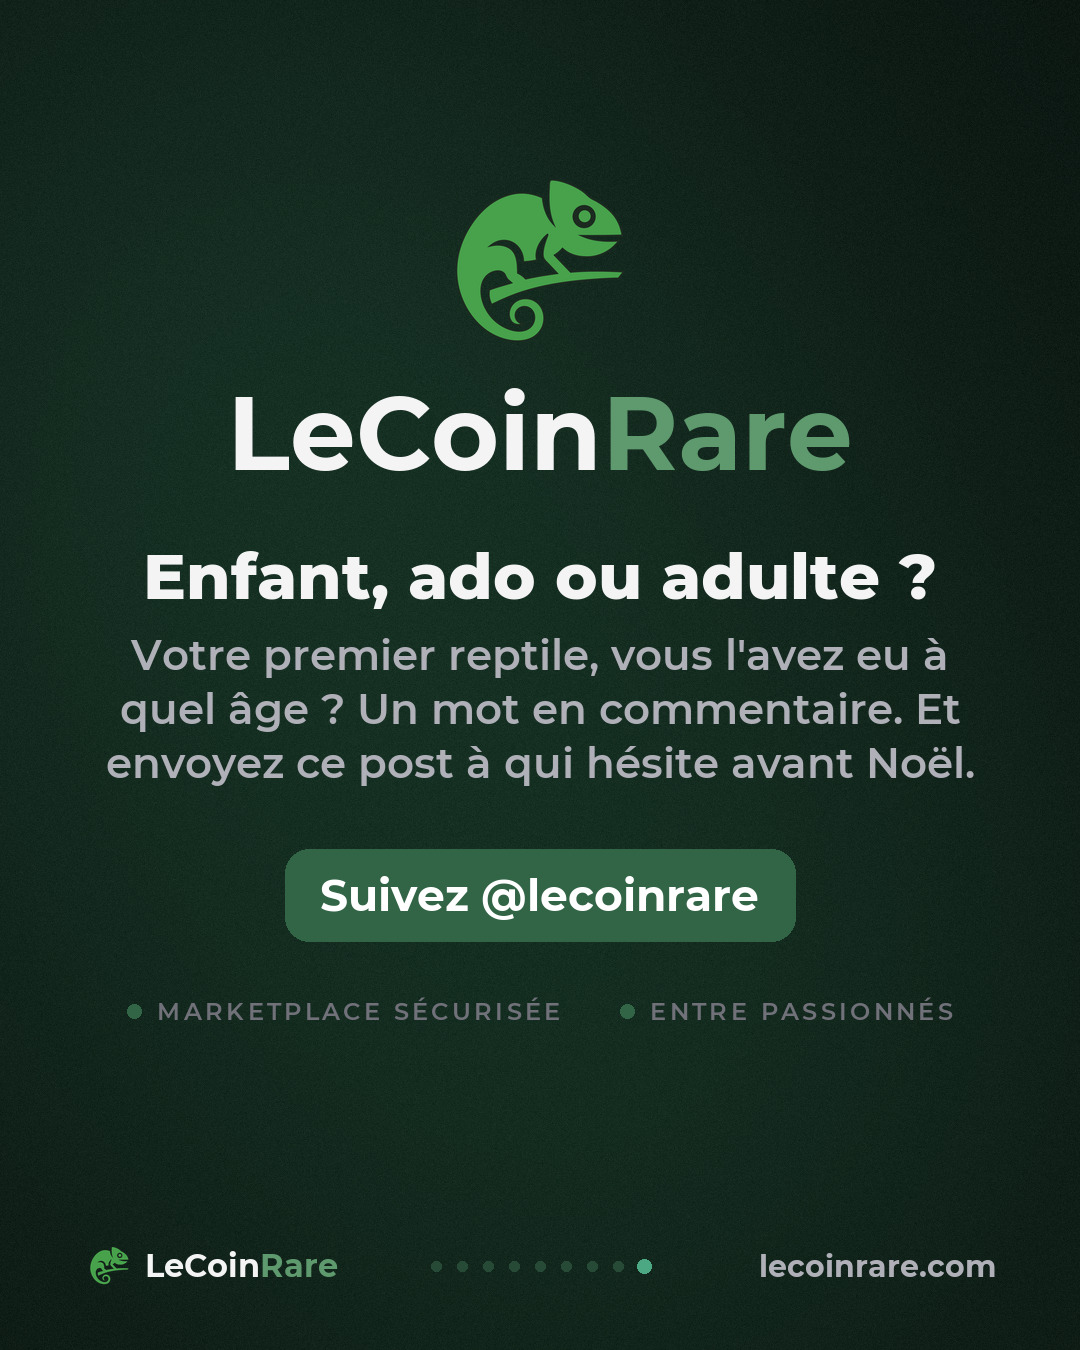 LeCoinRare
Enfant, ado ou adulte ?
Votre premier reptile, vous l'avez eu à
quel âge ? Un mot en commentaire. Et
envoyez ce post à qui hésite avant Noël.
Suivez @lecoinrare
MARKETPLACE SÉCURISÉE ENTRE PASSIONNÉS
LeCoinRare lecoinrare.com